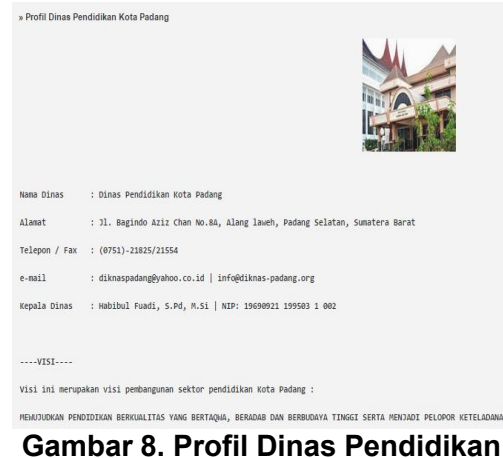 » Profil Dinas Pendidikan Kota Padang
Nama Dinas : Dinas Pendidikan Kota Padang
Alamat : Jl. Bagindo Aziz Chan No.8A, Alang laweh, Padang Selatan, Sumatera Barat
Telepon / Fax : (0751)-21825/21554
e-mail : diknaspadang@yahoo.co.id | info@diknas-padang.org
Kepala Dinas : Habibul Fuadi, S.Pd, M.Si | NIP: 19690921 199503 1 002
----VISI----
Visi ini merupakan visi pembangunan sektor pendidikan Kota Padang :
MEWUJUDKAN PENDIDIKAN BERKUALITAS YANG BERTAQWA, BERADAB DAN BERBUDAYA TINGGI SERTA MENJADI PELOPOR KETELADANA
Gambar 8. Profil Dinas Pendidikan